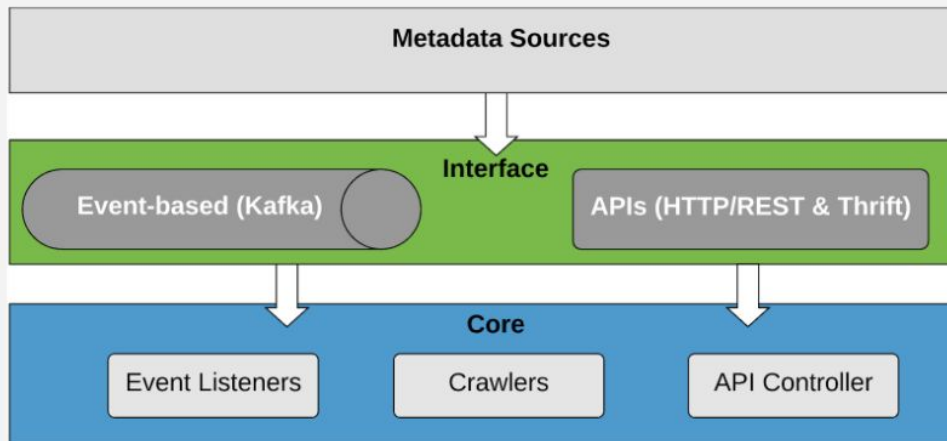 Metadata Sources
Interface
Event-based (Kafka)
APIs (HTTP/REST & Thrift)
Core
Event Listeners
Crawlers
API Controller